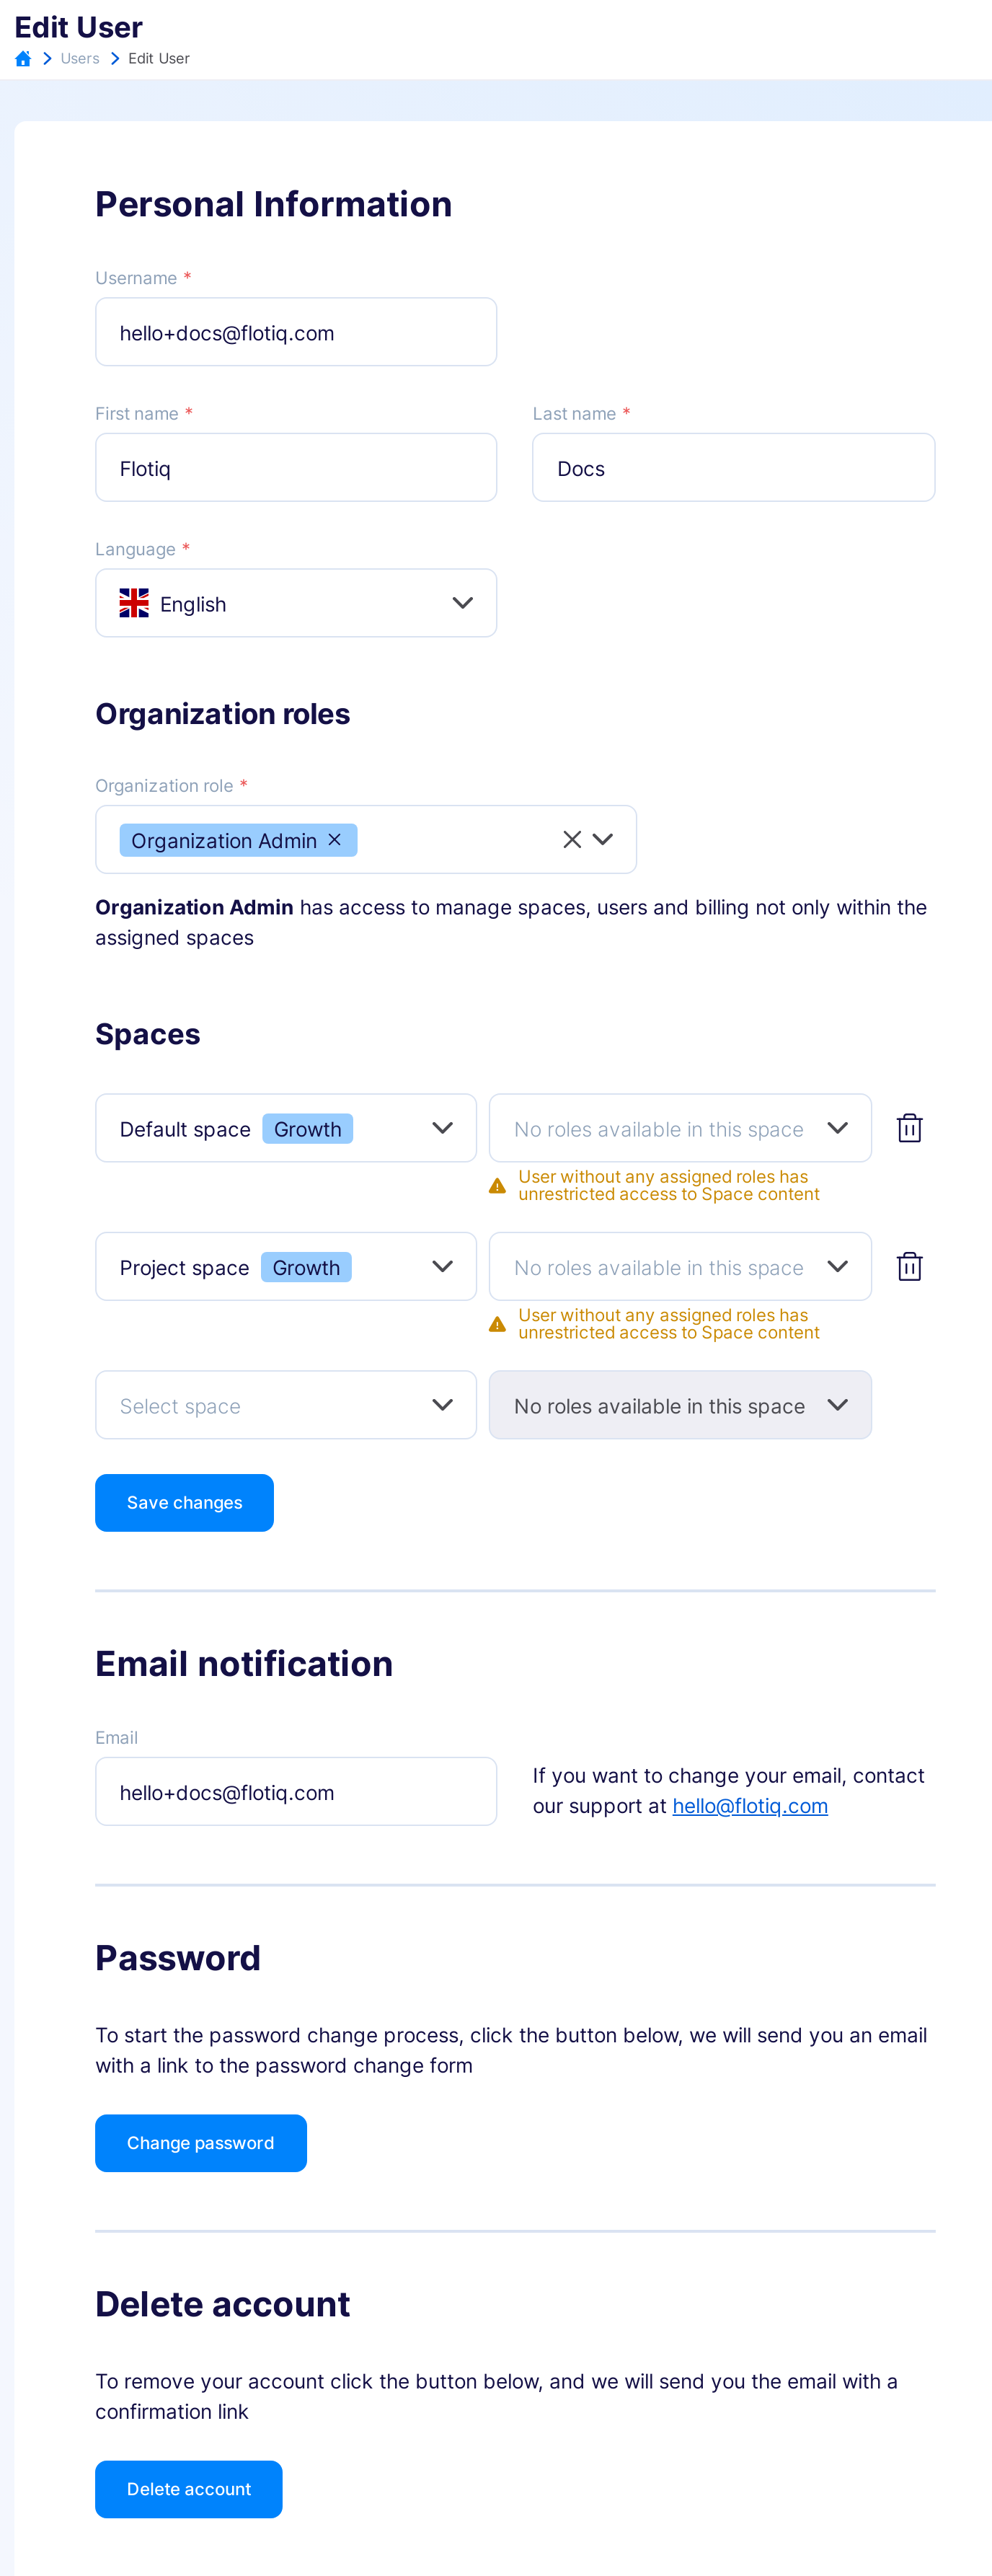 Edit User
Users
Edit User
Personal Information
Username *
hello+docs@flotiq.com
First name *
Last name *
Flotiq
Docs
Language *
English
Organization roles
Organization role *
Organization Admin
Organization Admin has access to manage spaces, users and billing not only within the
assigned spaces
Spaces
Default space Growth
No roles available in this space
User without any assigned roles has
unrestricted access to Space content
Project space Growth
No roles available in this space
User without any assigned roles has
unrestricted access to Space content
Select space
No roles available in this space
Save changes
Email notification
Email
hello+docs@flotiq.com
If you want to change your email, contact
our support at hello@flotiq.com
Password
To start the password change process, click the button below, we will send you an email
with a link to the password change form
Change password
Delete account
To remove your account click the button below, and we will send you the email with a
confirmation link
Delete account